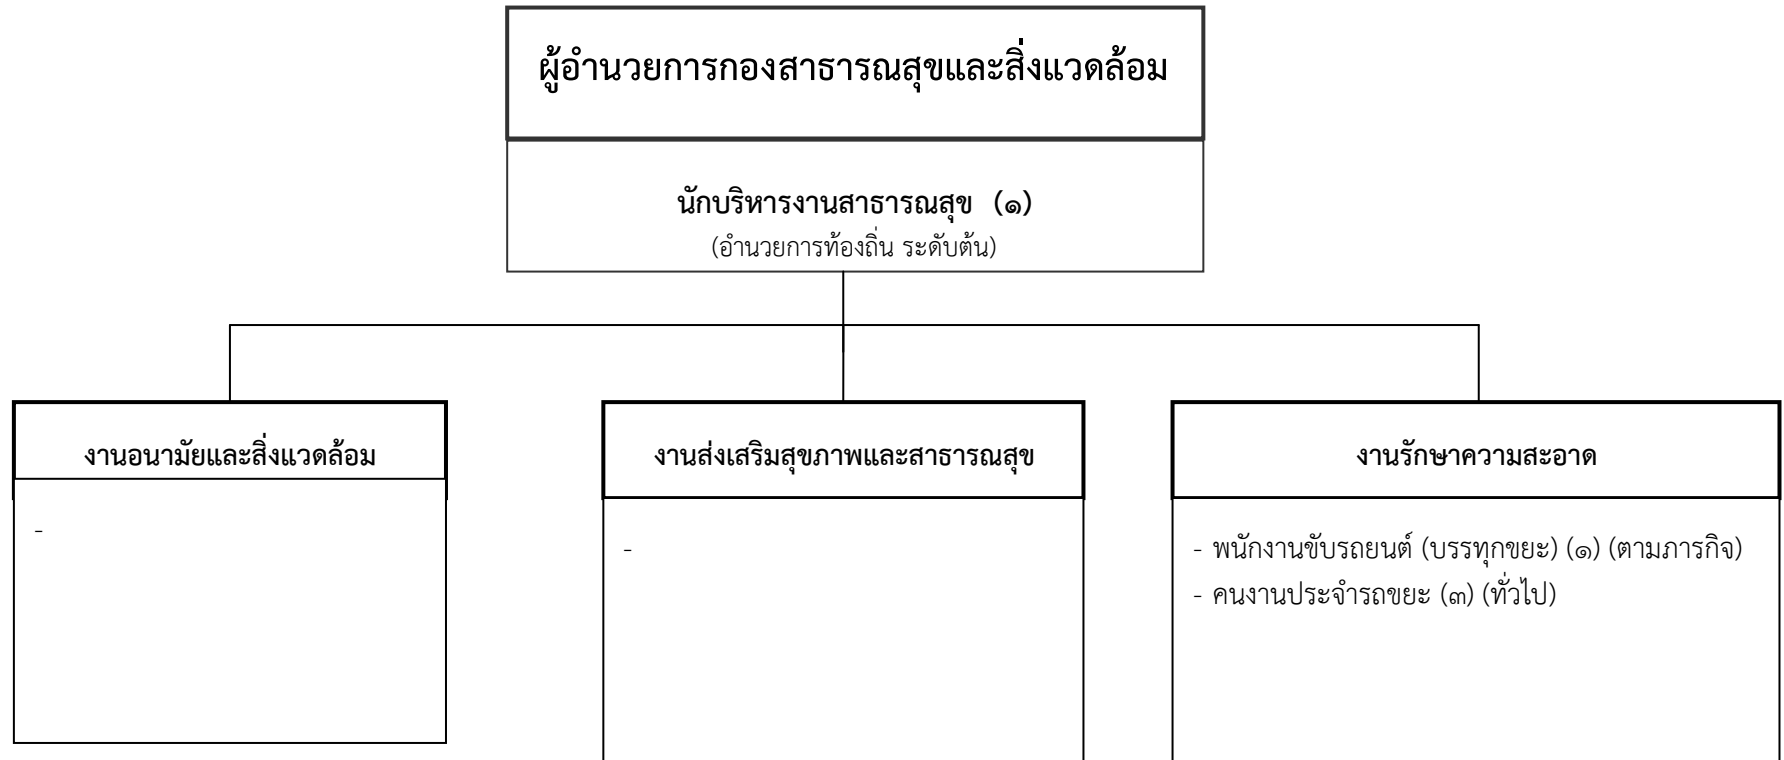 ผู้อำนวยการกองสาธารณสุขและสิ่งแวดล้อม
นักบริหารงานสาธารณสุข (๑)
(อำนวยการท้องถิ่น ระดับต้น)
งานอนามัยและสิ่งแวดล้อม
-
งานส่งเสริมสุขภาพและสาธารณสุข
-
งานรักษาความสะอาด
- พนักงานขับรถยนต์ (บรรทุกขยะ) (๑) (ตามภารกิจ)
- คนงานประจำรถขยะ (๓) (ทั่วไป)